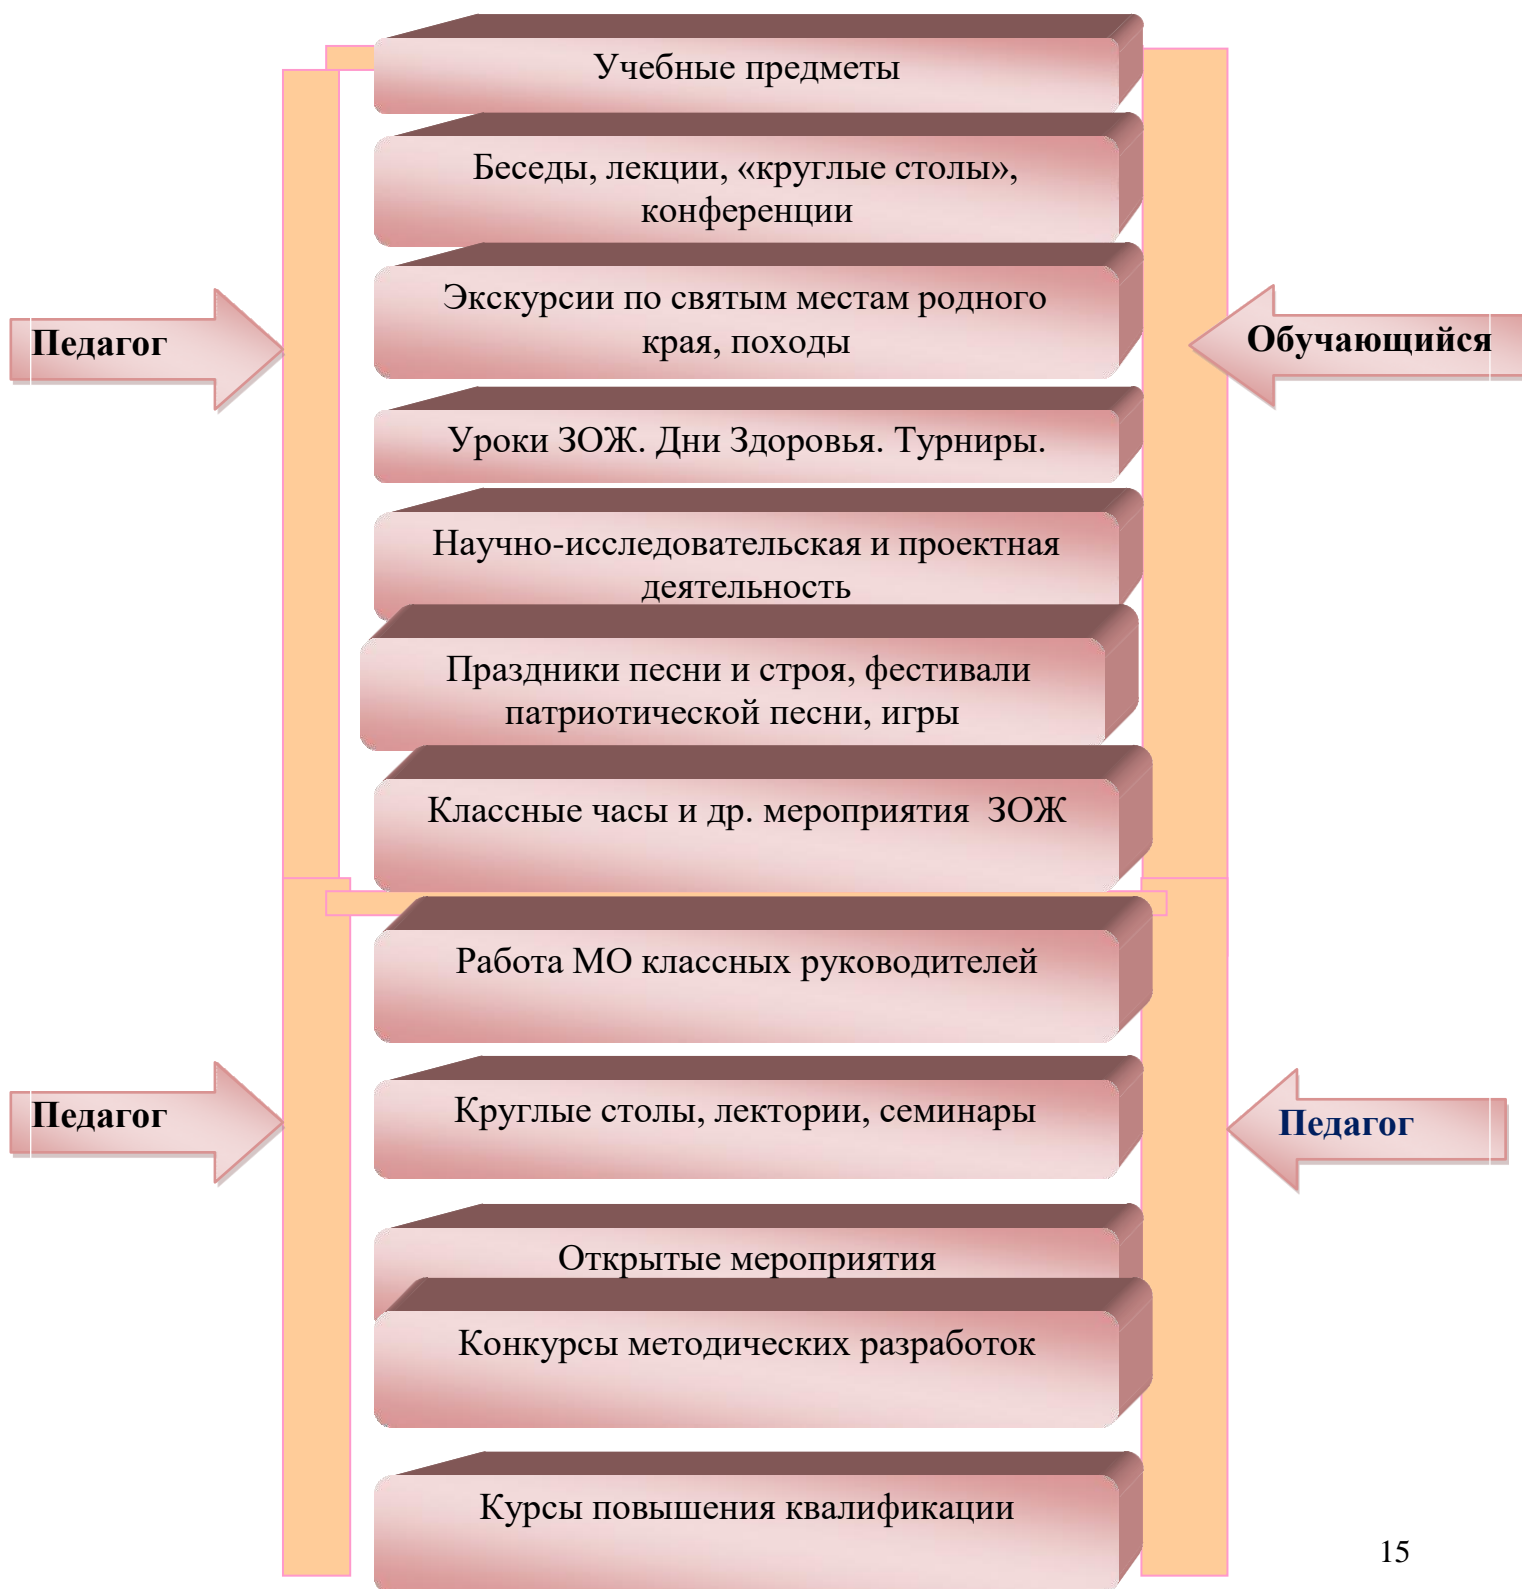 Учебные предметы
Беседы, лекции, «круглые столы»,
конференции
Экскурсии по святым местам родного
края, походы
Педагог
Обучающийся
Уроки ЗОЖ. Дни Здоровья. Турниры.
Научно-исследовательская и проектная
деятельность
Праздники песни и строя, фестивали
патриотической песни, игры
Классные часы и др. мероприятия  ЗОЖ
Работа МО классных руководителей
Круглые столы, лектории, семинары
Педагог
Педагог
Открытые мероприятия
Конкурсы методических разработок
Курсы повышения квалификации
15